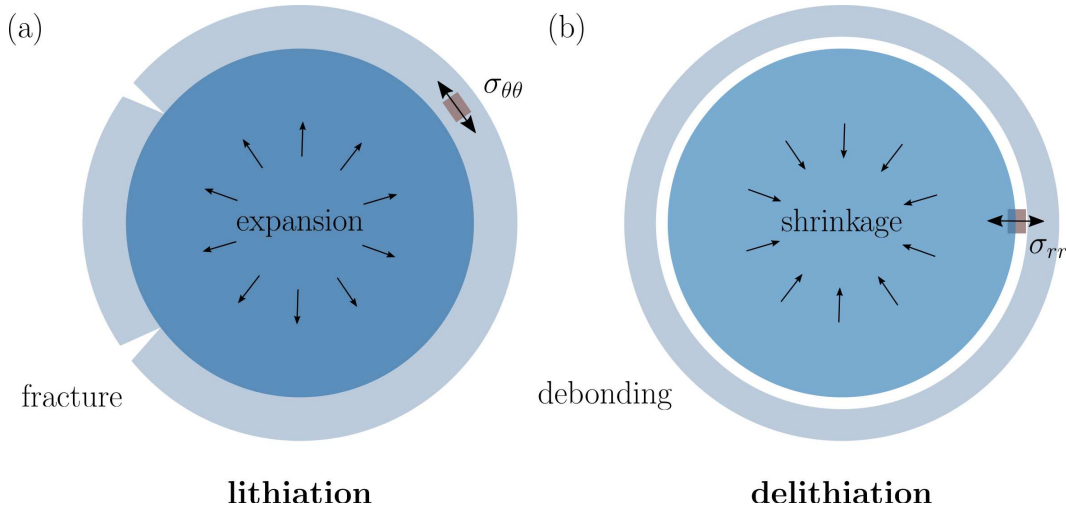 (a)
σθθ
expansion
fracture
lithiation
(b)
shrinkage
σrr
debonding
delithiation